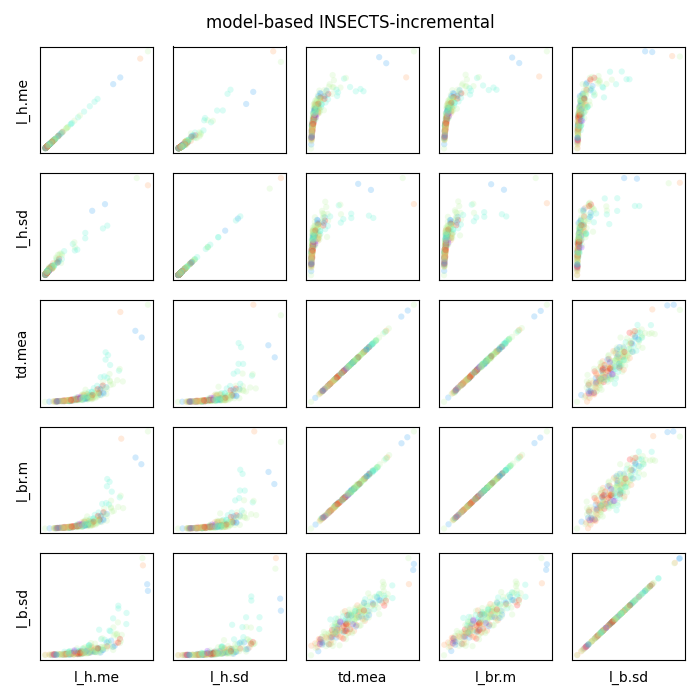 model-based INSECTS-incremental
l_h.me
l_h.sd
td.mea
l_br.m
l_b.sd
l_h.me l_h.sd td.mea l_br.m l_b.sd